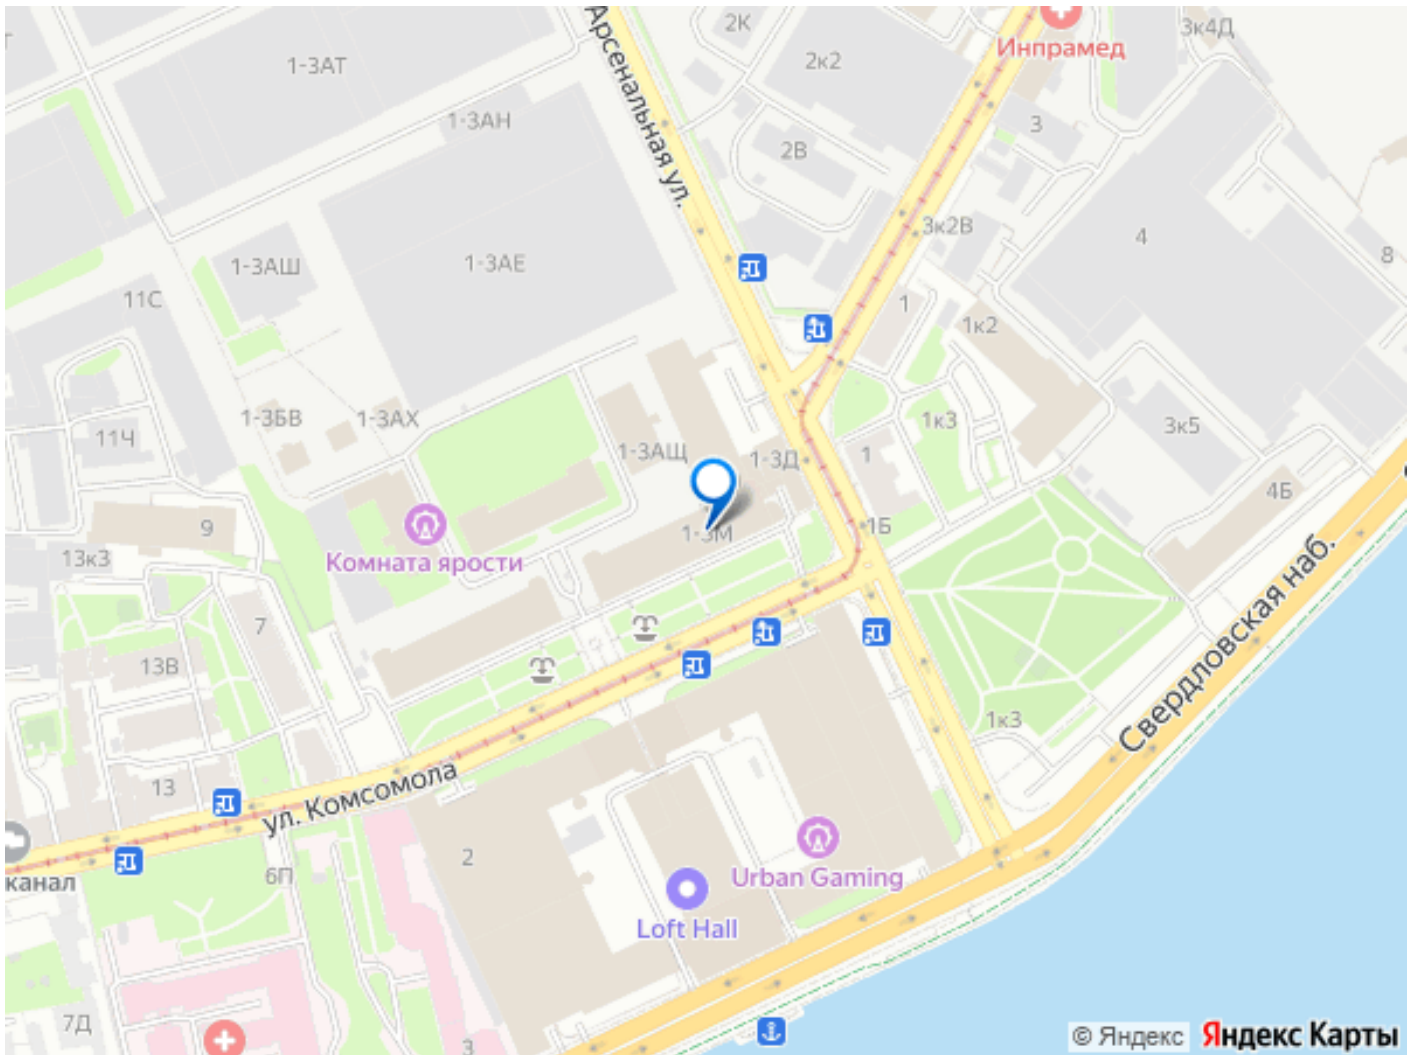 2К
3к4Д
Инпрамед
2к2
1-3АТ
Арсенальная ул.
1-3АН
3
2В
3к2В
4
8
1-3АШ
1-3АЕ
11С
1
1к2
1-3БВ
1-3АХ
1к3
3к5
11Ч
1-3АЩ
1-3Д
1
4Б
9
1-3М
1Б
Комната ярости
13к3
7
13В
Свердловская наб.
1к3
13
ул. Комсомола
2
канал
6П
Urban Gaming
Loft Hall
7Д
3
© Яндекс Яндекс Карты